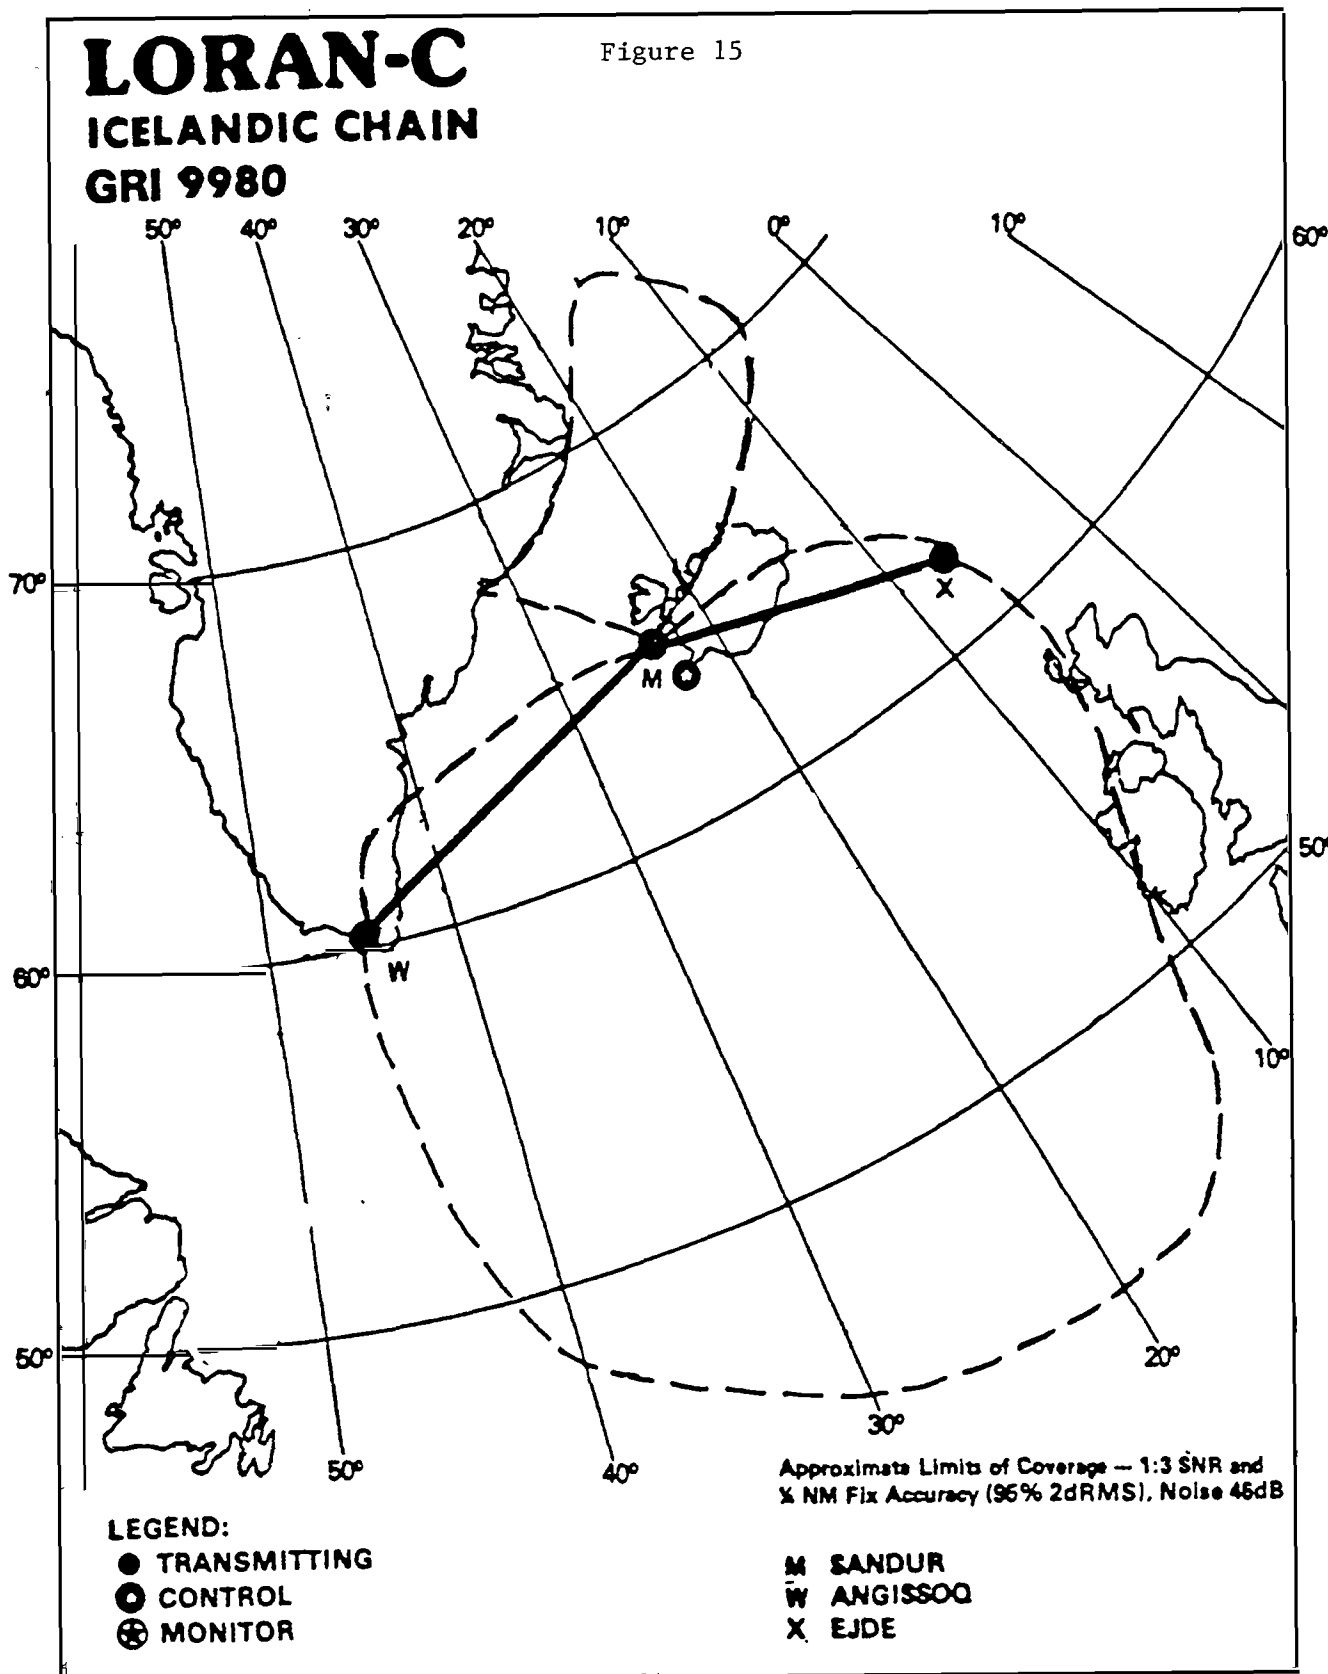 LORAN-C
Figure 15
ICELANDIC CHAIN
GRI 9980
50° 40° 30° 20° 10° 0° 10° 60°
70°
M
X
50°
W
60°
10°
50°
20°
30°
50° 40°
Approximate Limits of Coverage — 1:3 SNR and
NM Fix Accuracy (95% 2dRMS), Noise 46dB
LEGEND:
TRANSMITTING
CONTROL
MONITOR
M SANDUR
W ANGISSOQ
X EJDE